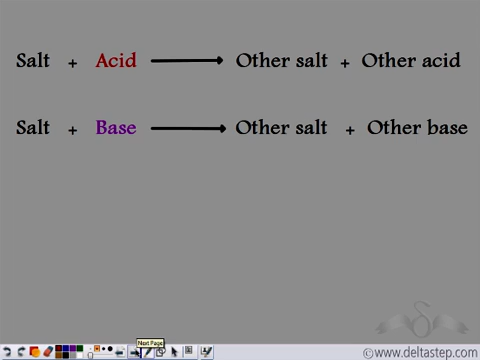 Salt + Acid ⟶ Other salt + Other acid
Salt + Base ⟶ Other salt + Other base
Next Page
©www.deltastep.com